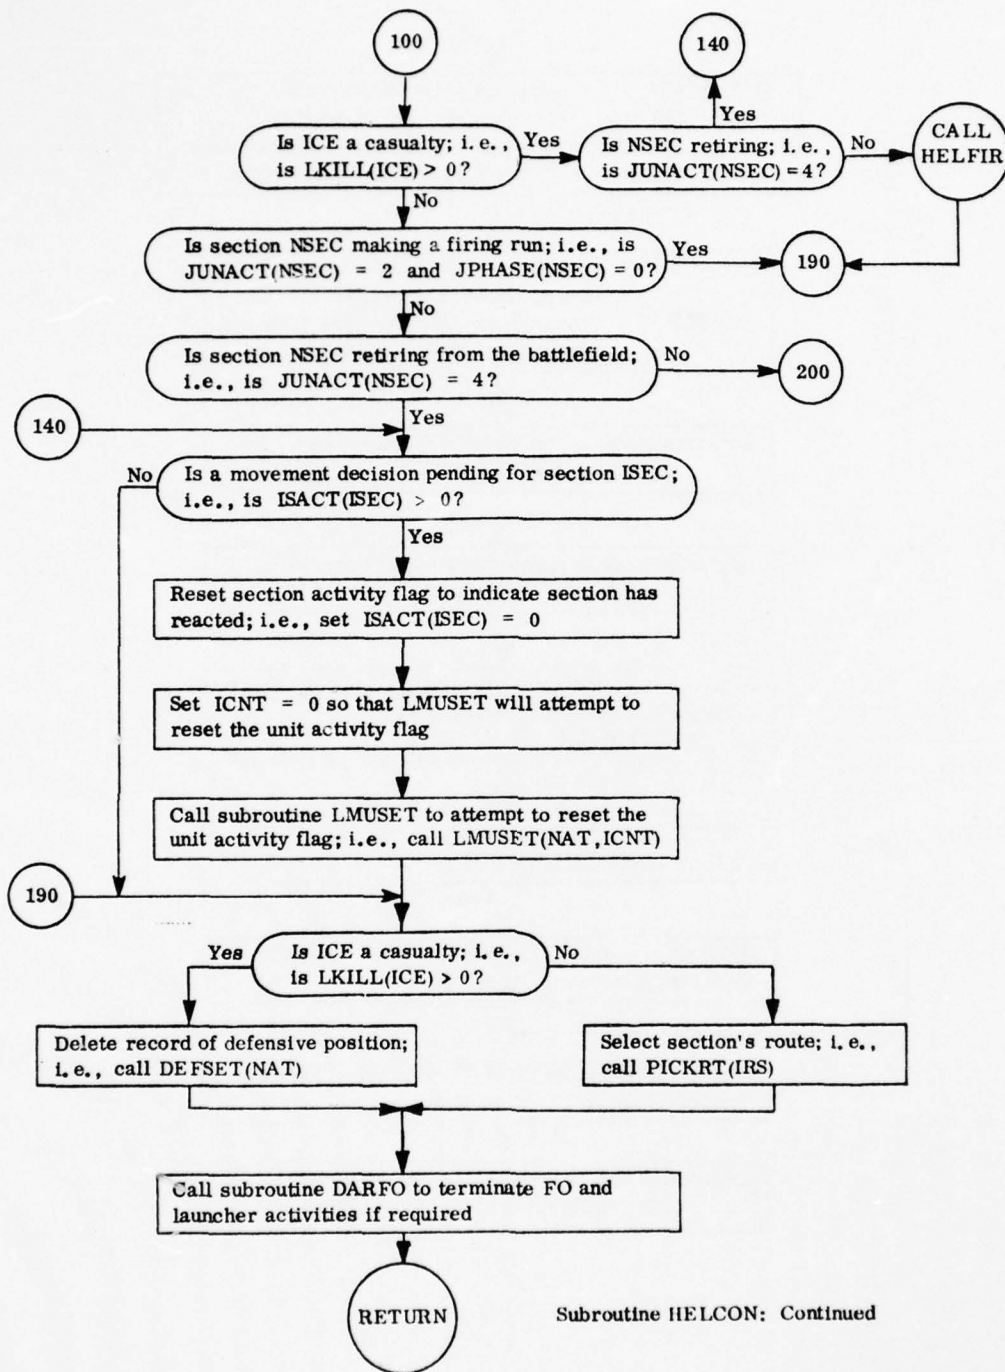 100
140
Is ICE a casualty; i. e.,
is LKILL(ICE) > 0?
Yes
Is NSEC retiring; i. e.,
is JUNACT(NSEC) = 4?
Yes
No
CALL
HELFIR
No
Is section NSEC making a firing run; i.e., is
JUNACT(NSEC) = 2 and JPHASE(NSEC) = 0?
Yes
190
No
Is section NSEC retiring from the battlefield;
i.e., is JUNACT(NSEC) = 4?
No
200
Yes
140
No
Is a movement decision pending for section ISEC;
i.e., is ISACT(ISEC) > 0?
Yes
Reset section activity flag to indicate section has
reacted; i.e., set ISACT(ISEC) = 0
Set ICNT = 0 so that LMUSET will attempt to
reset the unit activity flag
Call subroutine LMUSET to attempt to reset the
unit activity flag; i.e., call LMUSET(NAT,ICNT)
190
Yes
Is ICE a casualty; i. e.,
is LKILL(ICE) > 0?
No
Delete record of defensive position;
i. e., call DEFSET(NAT)
Select section's route; i. e.,
call PICKRT(IRS)
Call subroutine DARFO to terminate FO and
launcher activities if required
RETURN
Subroutine HELCON: Continued